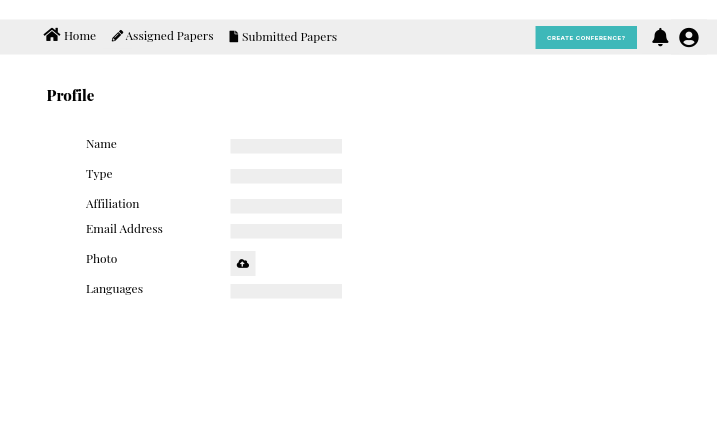 Home Assigned Papers Submitted Papers CREATE CONFERENCE?
Profile
Name
Type
Affiliation
Email Address
Photo
Languages